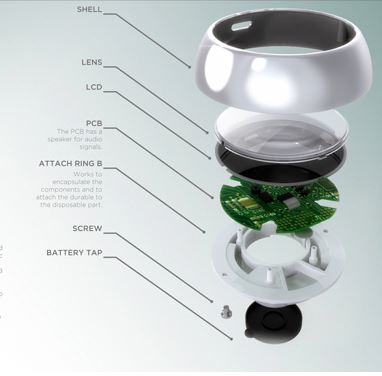 SHELL
LENS
LCD
PCB
The PCB has a
speaker for audio
signals.
ATTACH RING B
Works to
encapsulate the
components and to
attach the durable to
the disposable part.
SCREW
BATTERY TAP